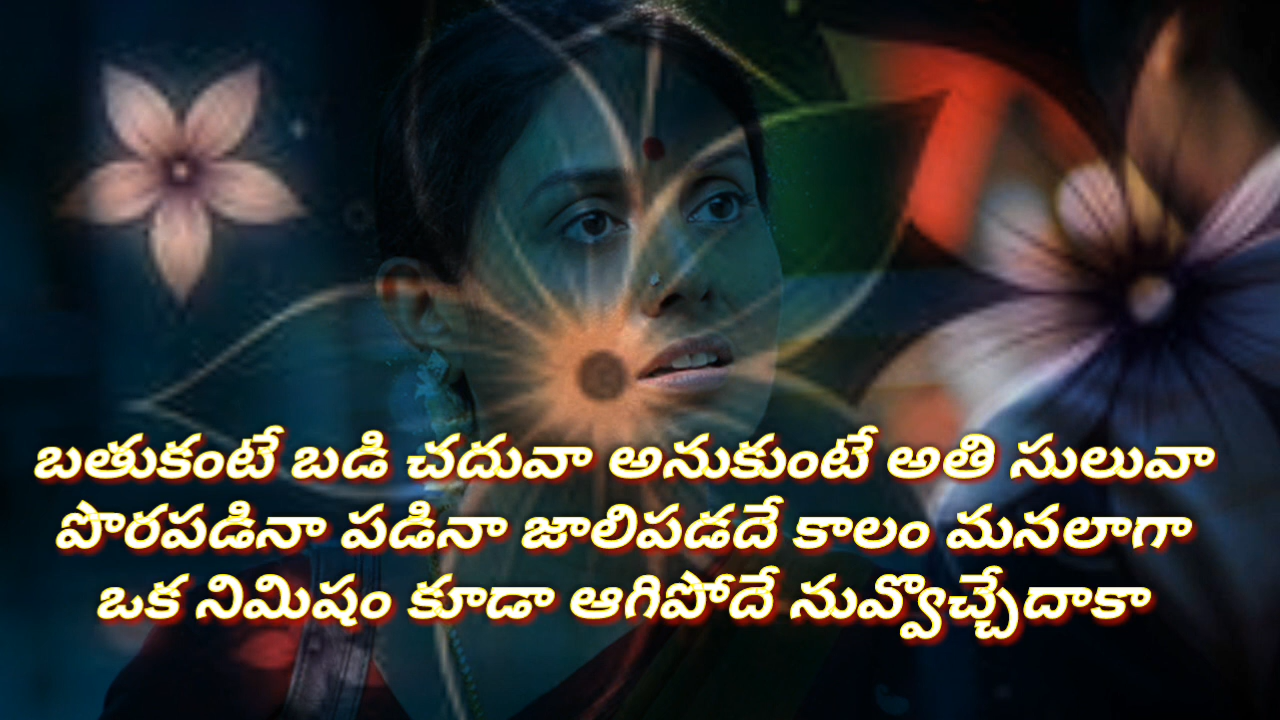 బతుకంటే బడి చదువా అనుకుంటే అతి సులువా
పొరపడినా పడినా జాలిపడదే కాలం మనలాగా
ఒక నిమిషం కూడా ఆగిపోదే నువ్వొచ్చేదాకా